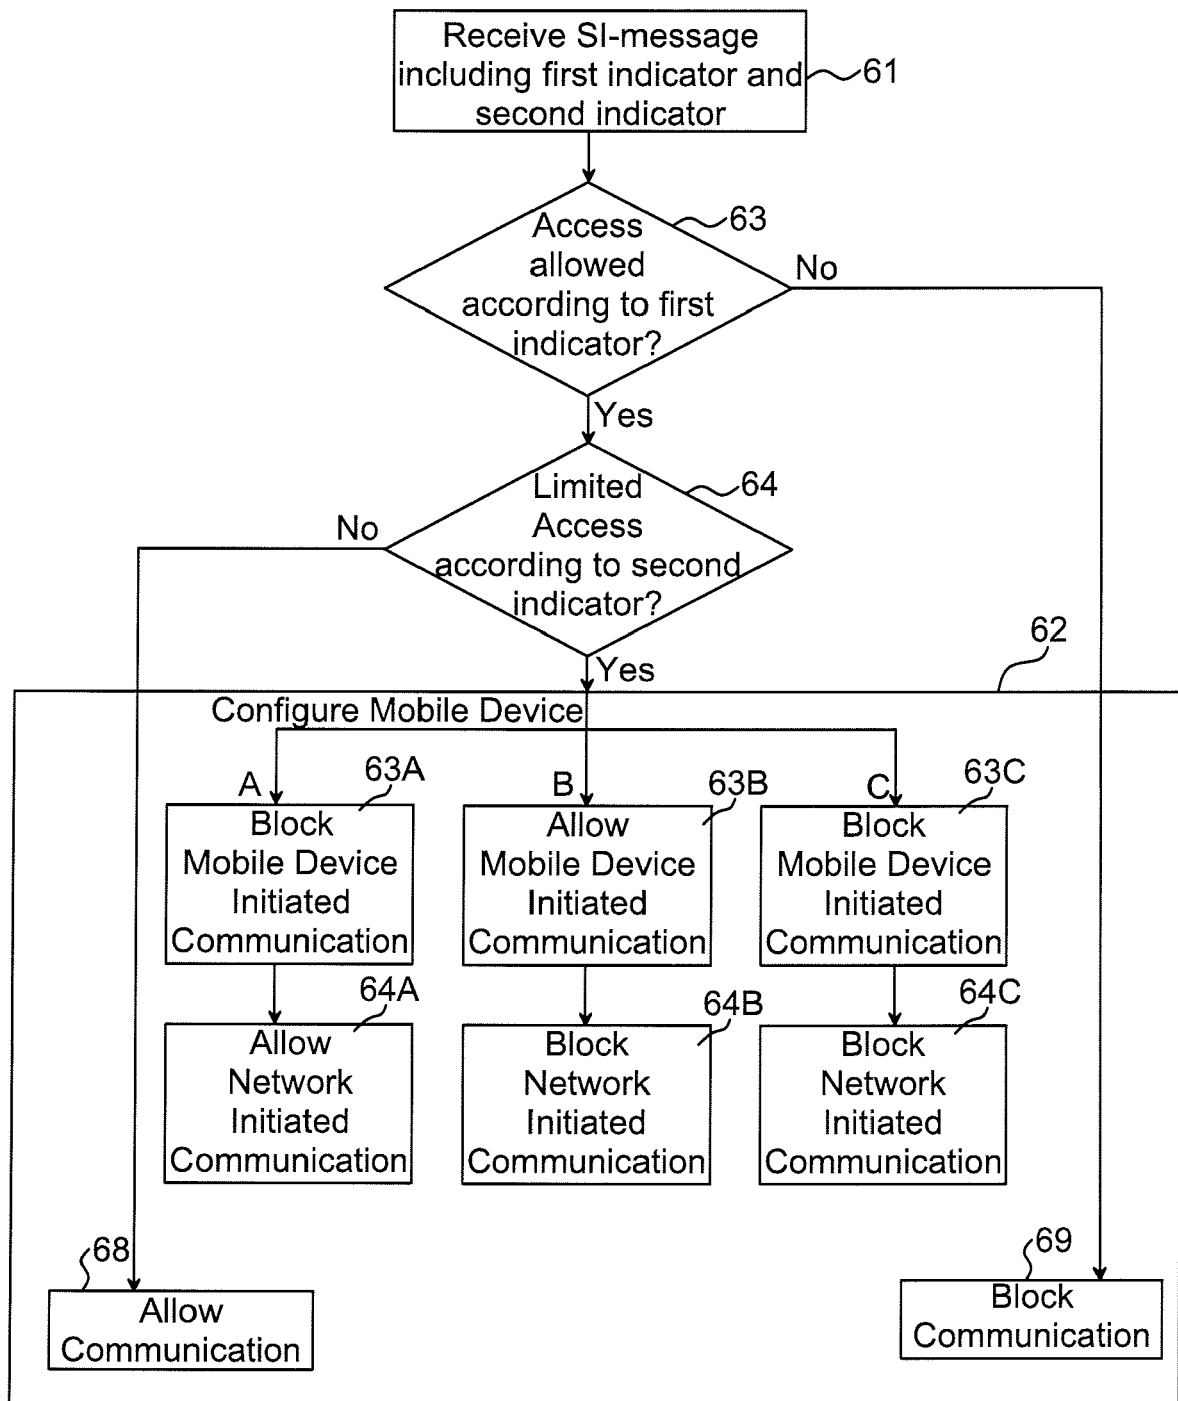 Receive SI-message
including first indicator and
second indicator
61
Access
allowed
according to first
indicator?
63
No
Yes
Limited
Access
according to second
indicator?
64
No
Yes
62
Configure Mobile Device
A
63A
Block
Mobile Device
Initiated
Communication
B
63B
Allow
Mobile Device
Initiated
Communication
C
63C
Block
Mobile Device
Initiated
Communication
64A
Allow
Network
Initiated
Communication
64B
Block
Network
Initiated
Communication
64C
Block
Network
Initiated
Communication
68
Allow
Communication
69
Block
Communication